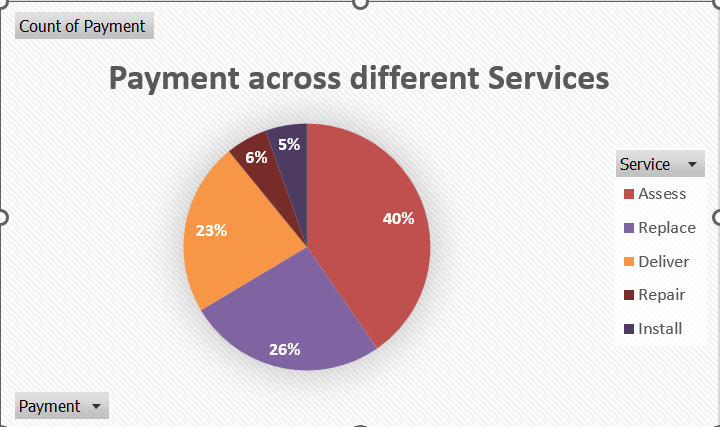 Count of Payment
Payment across different Services
5%
6%
40%
23%
26%
Service
Assess
Replace
Deliver
Repair
Install
Payment